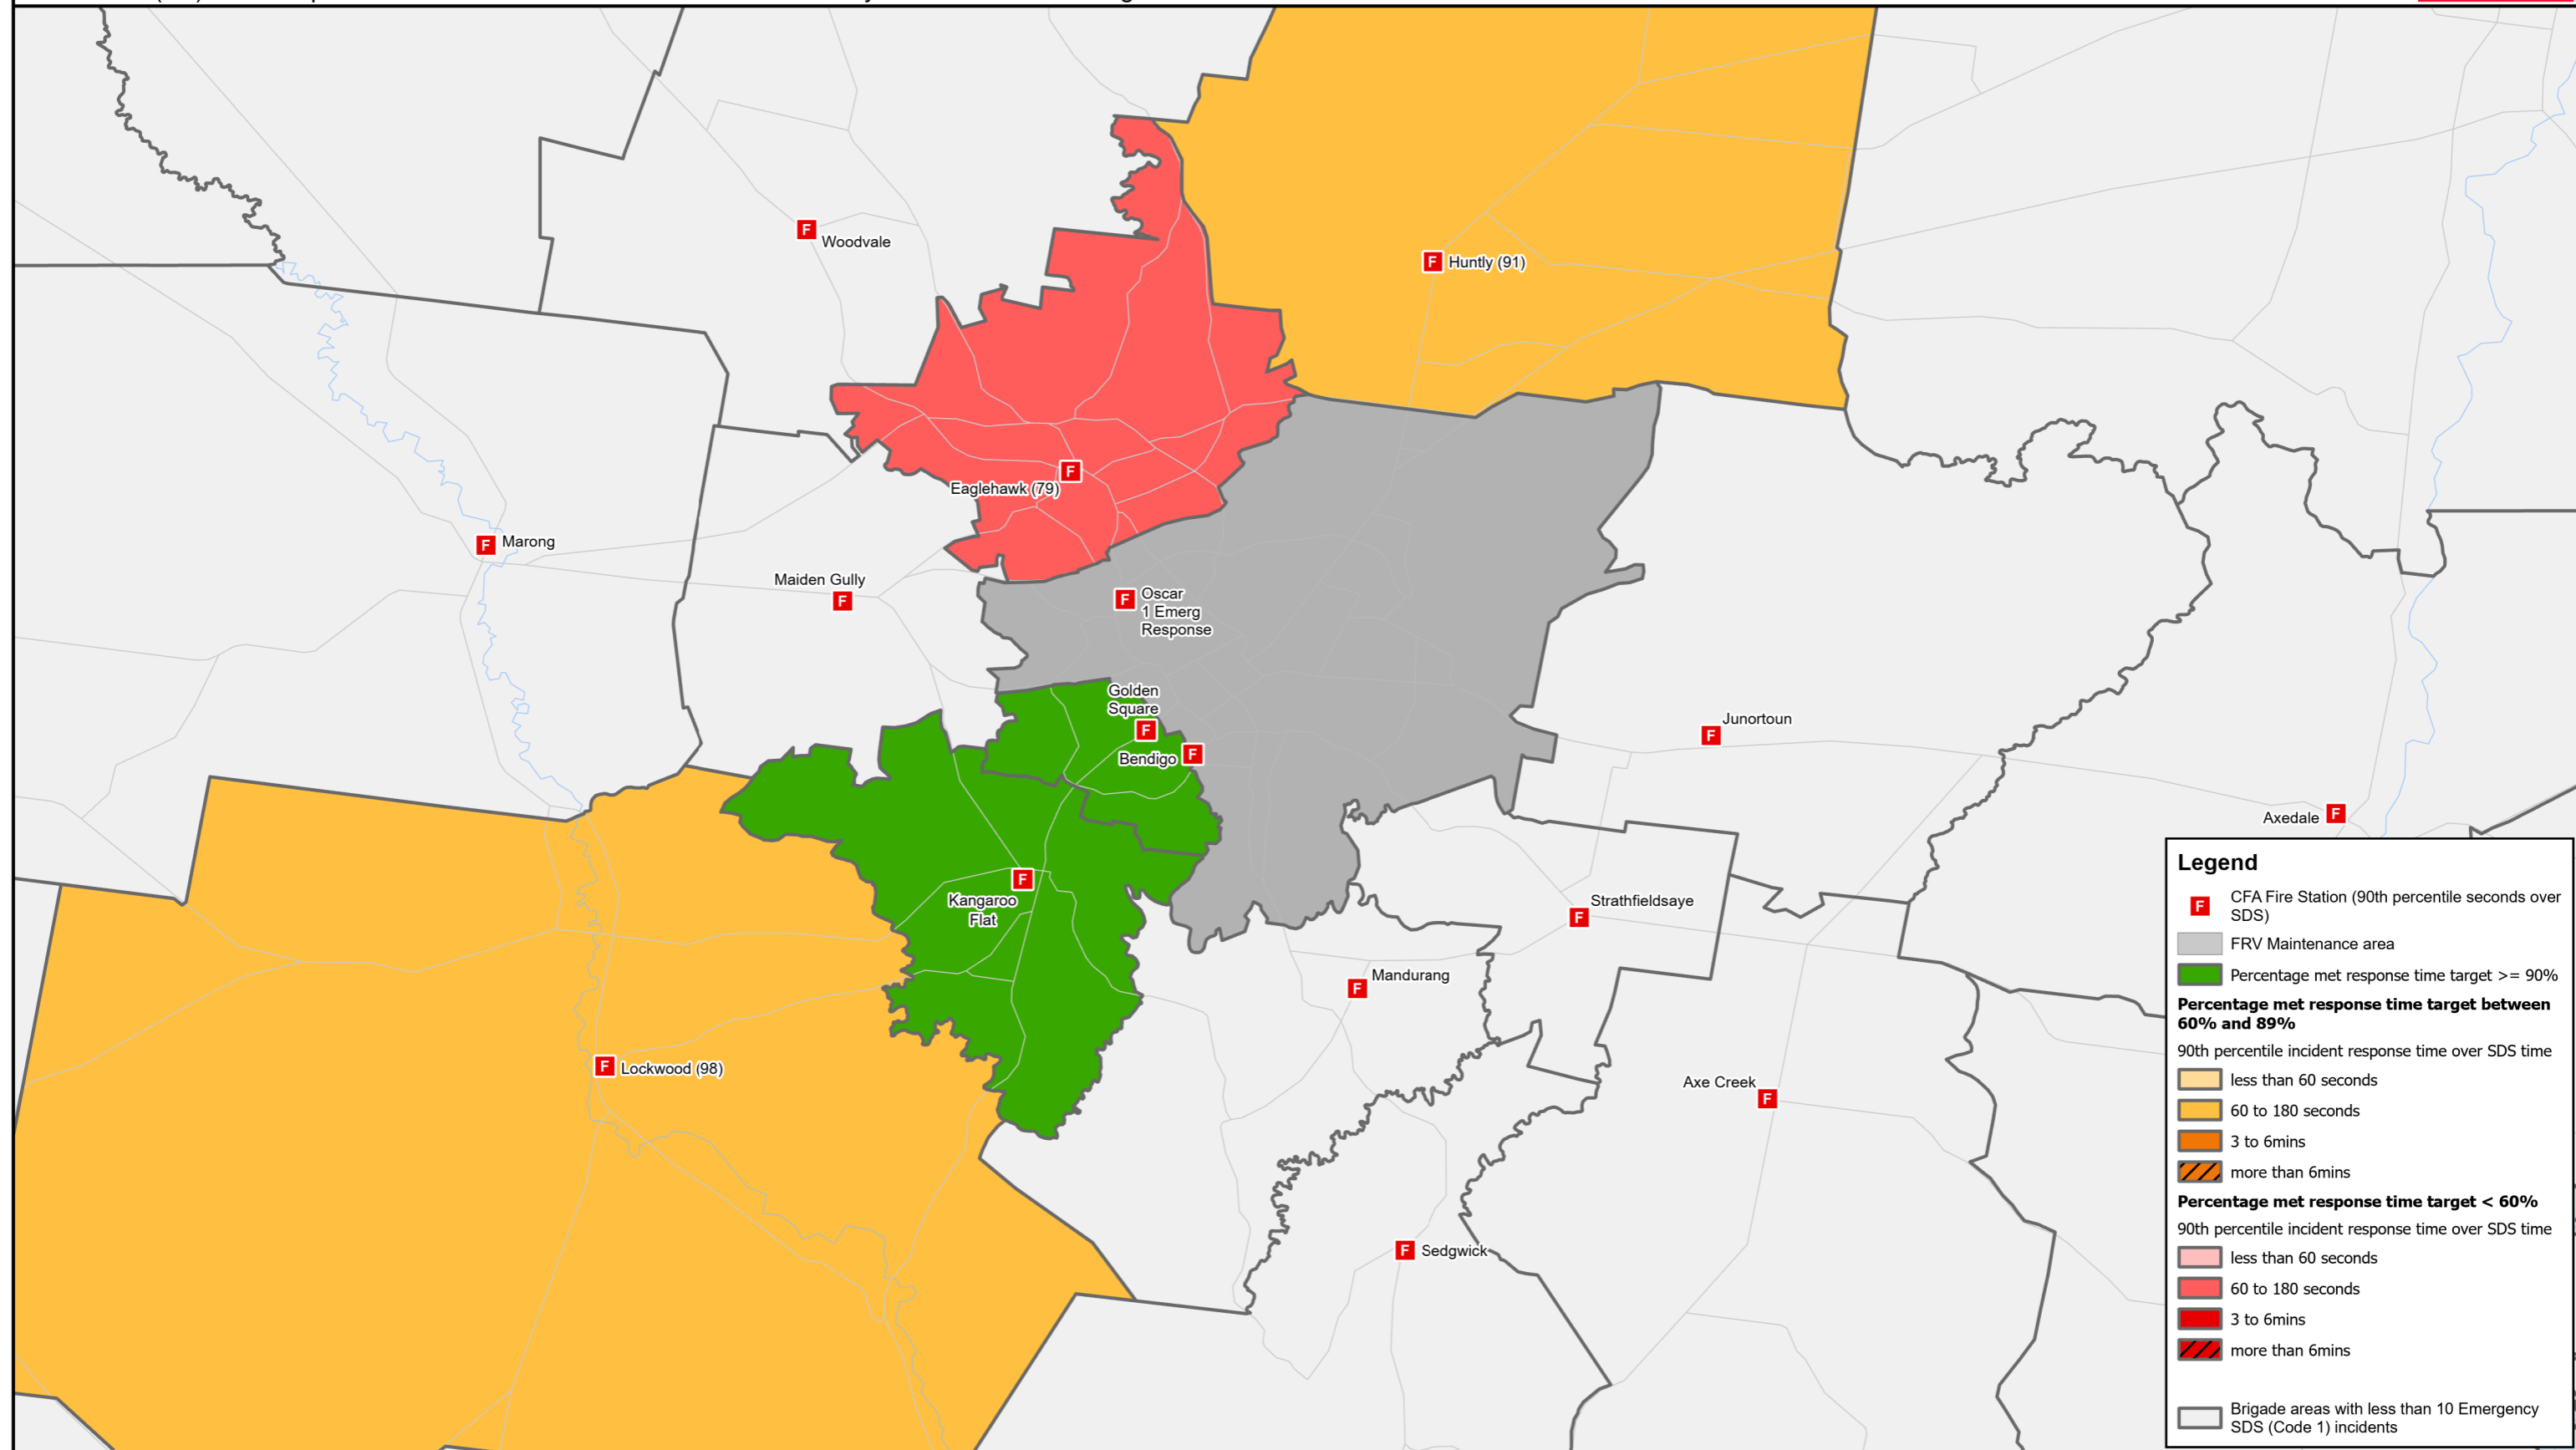 F Woodvale
F Huntly (91)
F
Eaglehawk (79)
F Marong
Maiden Gully
F
F Oscar
1 Emerg
Response
Golden
Square
F
Bendigo F
F Junortoun
Axedale F
F
Kangaroo
Flat
F Strathfieldsaye
F Mandurang
F Lockwood (98)
Axe Creek F
F Sedgwick
Legend
F CFA Fire Station (90th percentile seconds over
SDS)
FRV Maintenance area
Percentage met response time target >= 90%
Percentage met response time target between
60% and 89%
90th percentile incident response time over SDS time
less than 60 seconds
60 to 180 seconds
3 to 6mins
more than 6mins
Percentage met response time target < 60%
90th percentile incident response time over SDS time
less than 60 seconds
60 to 180 seconds
3 to 6mins
more than 6mins
Brigade areas with less than 10 Emergency
SDS (Code 1) incidents